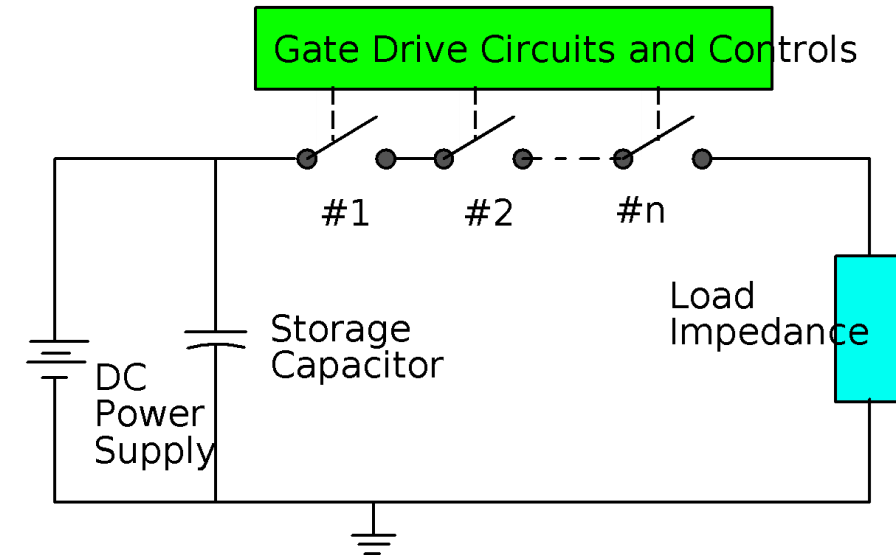 Gate Drive Circuits and Controls
#1
#2
#n
Load
Impedance
Storage
Capacitor
DC
Power
Supply